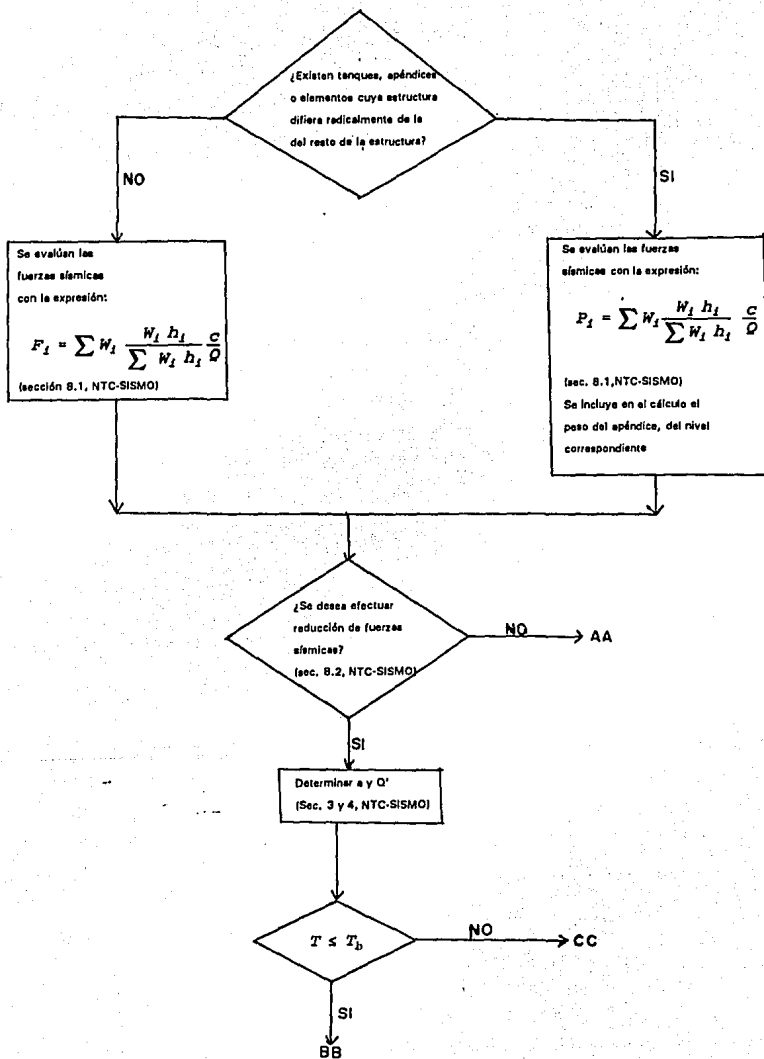 ¿Existen tanques, apéndices
o elementos cuya estructura
difiera radicalmente de la
del resto de la estructura?
NO
SI
Se evalúan las
fuerzas sísmicas
con la expresión:
F_i = ∑ W_i \frac{W_i h_i}{∑ W_i h_i} \frac{c}{Q}
(sección 8.1, NTC-SISMO)
Se evalúan las fuerzas
sísmicas con la expresión:
P_i = ∑ W_i \frac{W_i h_i}{∑ W_i h_i} \frac{c}{Q}
(sec. 8.1,NTC-SISMO)
Se incluye en el cálculo el
peso del apéndice, del nivel
correspondiente
¿Se desea efectuar
reducción de fuerzas
sísmicas?
(sec. 8.2, NTC-SISMO)
NO
AA
SI
Determinar a y Q'
(Sec. 3 y 4, NTC-SISMO)
T ≤ T_b
NO
CC
SI
BB